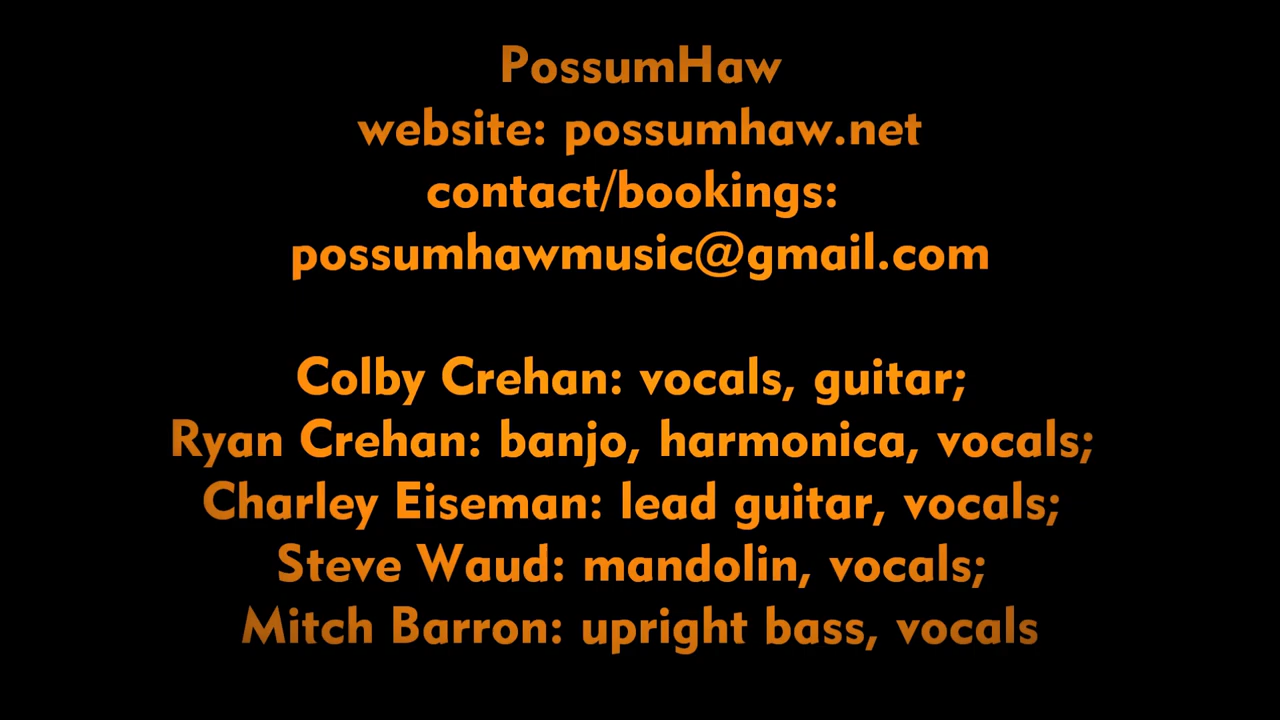 PossumHaw
website: possumhaw.net
contact/bookings:
possumhawmusic@gmail.com
Colby Crehan: vocals, guitar;
Ryan Crehan: banjo, harmonica, vocals;
Charley Eiseman: lead guitar, vocals;
Steve Waud: mandolin, vocals;
Mitch Barron: upright bass, vocals